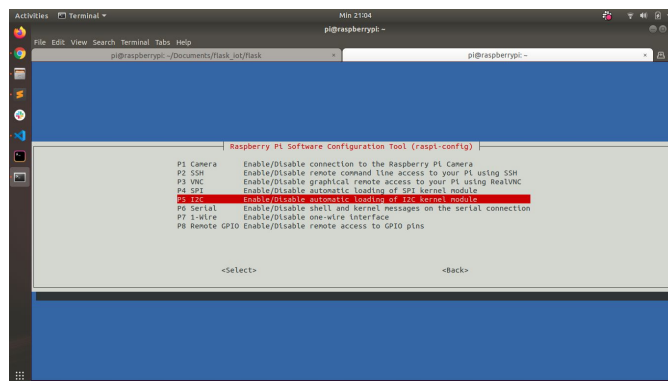 Activities Terminal Min 21:04
pi@raspberrypi: ~
File Edit View Search Terminal Tabs Help
pi@raspberrypi: ~/Documents/flask_iot/flask × pi@raspberrypi: ~ ×
Raspberry Pi Software Configuration Tool (raspi-config)
P1 Camera Enable/Disable connection to the Raspberry Pi Camera
P2 SSH Enable/Disable remote command line access to your Pi using SSH
P3 VNC Enable/Disable graphical remote access to your Pi using RealVNC
P4 SPI Enable/Disable automatic loading of SPI kernel module
P5 I2C Enable/Disable automatic loading of I2C kernel module
P6 Serial Enable/Disable shell and kernel messages on the serial connection
P7 1-Wire Enable/Disable one-wire interface
P8 Remote GPIO Enable/Disable remote access to GPIO pins
<Select> <Back>